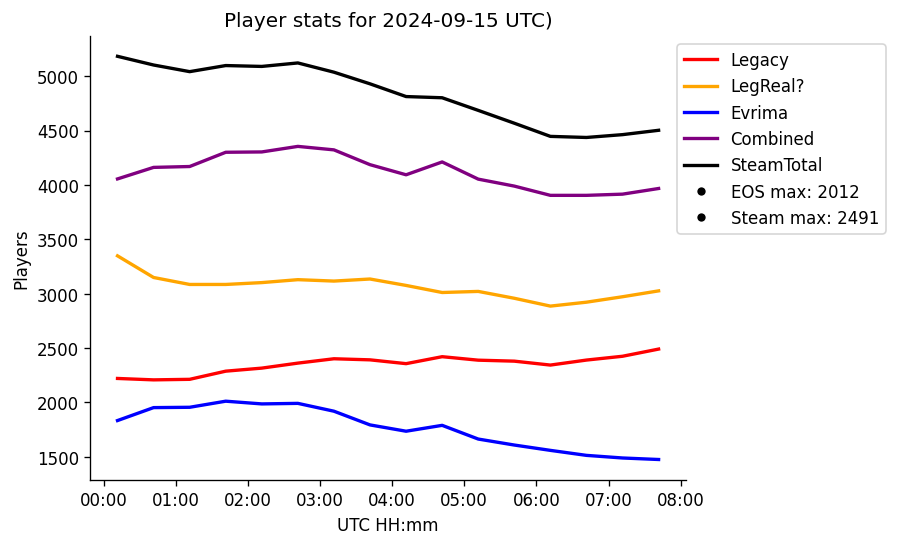 Player stats for 2024-09-15 UTC)
Legacy
LegReal?
Evrima
Combined
SteamTotal
EOS max: 2012
Steam max: 2491
Players
5000
4500
4000
3500
3000
2500
2000
1500
00:00 01:00 02:00 03:00 04:00 05:00 06:00 07:00 08:00
UTC HH:mm